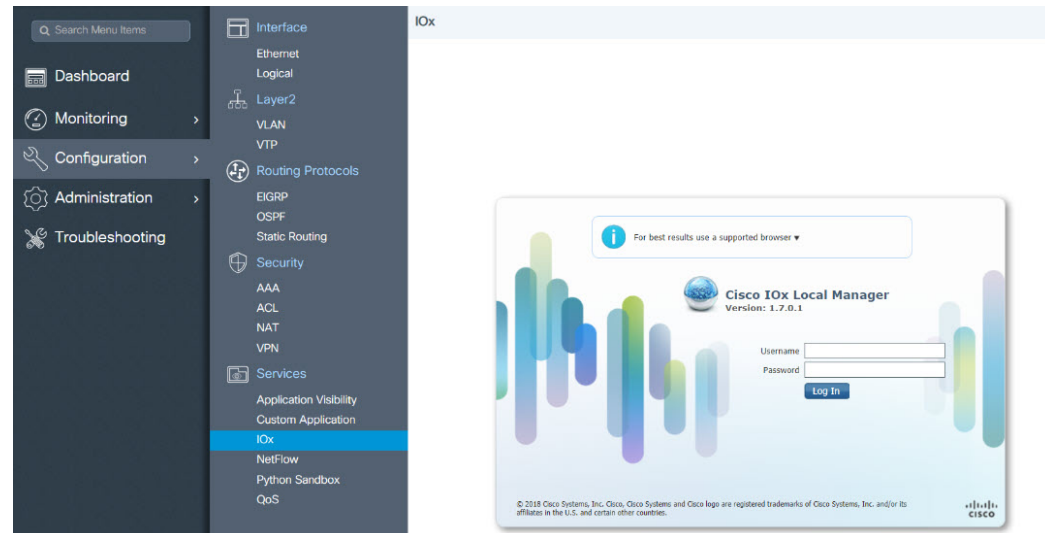 Search Menu Items
Dashboard
Monitoring
Configuration
Administration
Troubleshooting
Interface
Ethernet
Logical
Layer2
VLAN
VTP
Routing Protocols
EIGRP
OSPF
Static Routing
Security
AAA
ACL
NAT
VPN
Services
Application Visibility
Custom Application
IOx
NetFlow
Python Sandbox
QoS
IOx
For best results use a supported browser ▾
Cisco IOx Local Manager
Version: 1.7.0.1
Username
Password
Log In
© 2018 Cisco Systems, Inc. Cisco, Cisco Systems and Cisco logo are registered trademarks of Cisco Systems, Inc. and/or its
affiliates in the U.S. and certain other countries.
CISCO